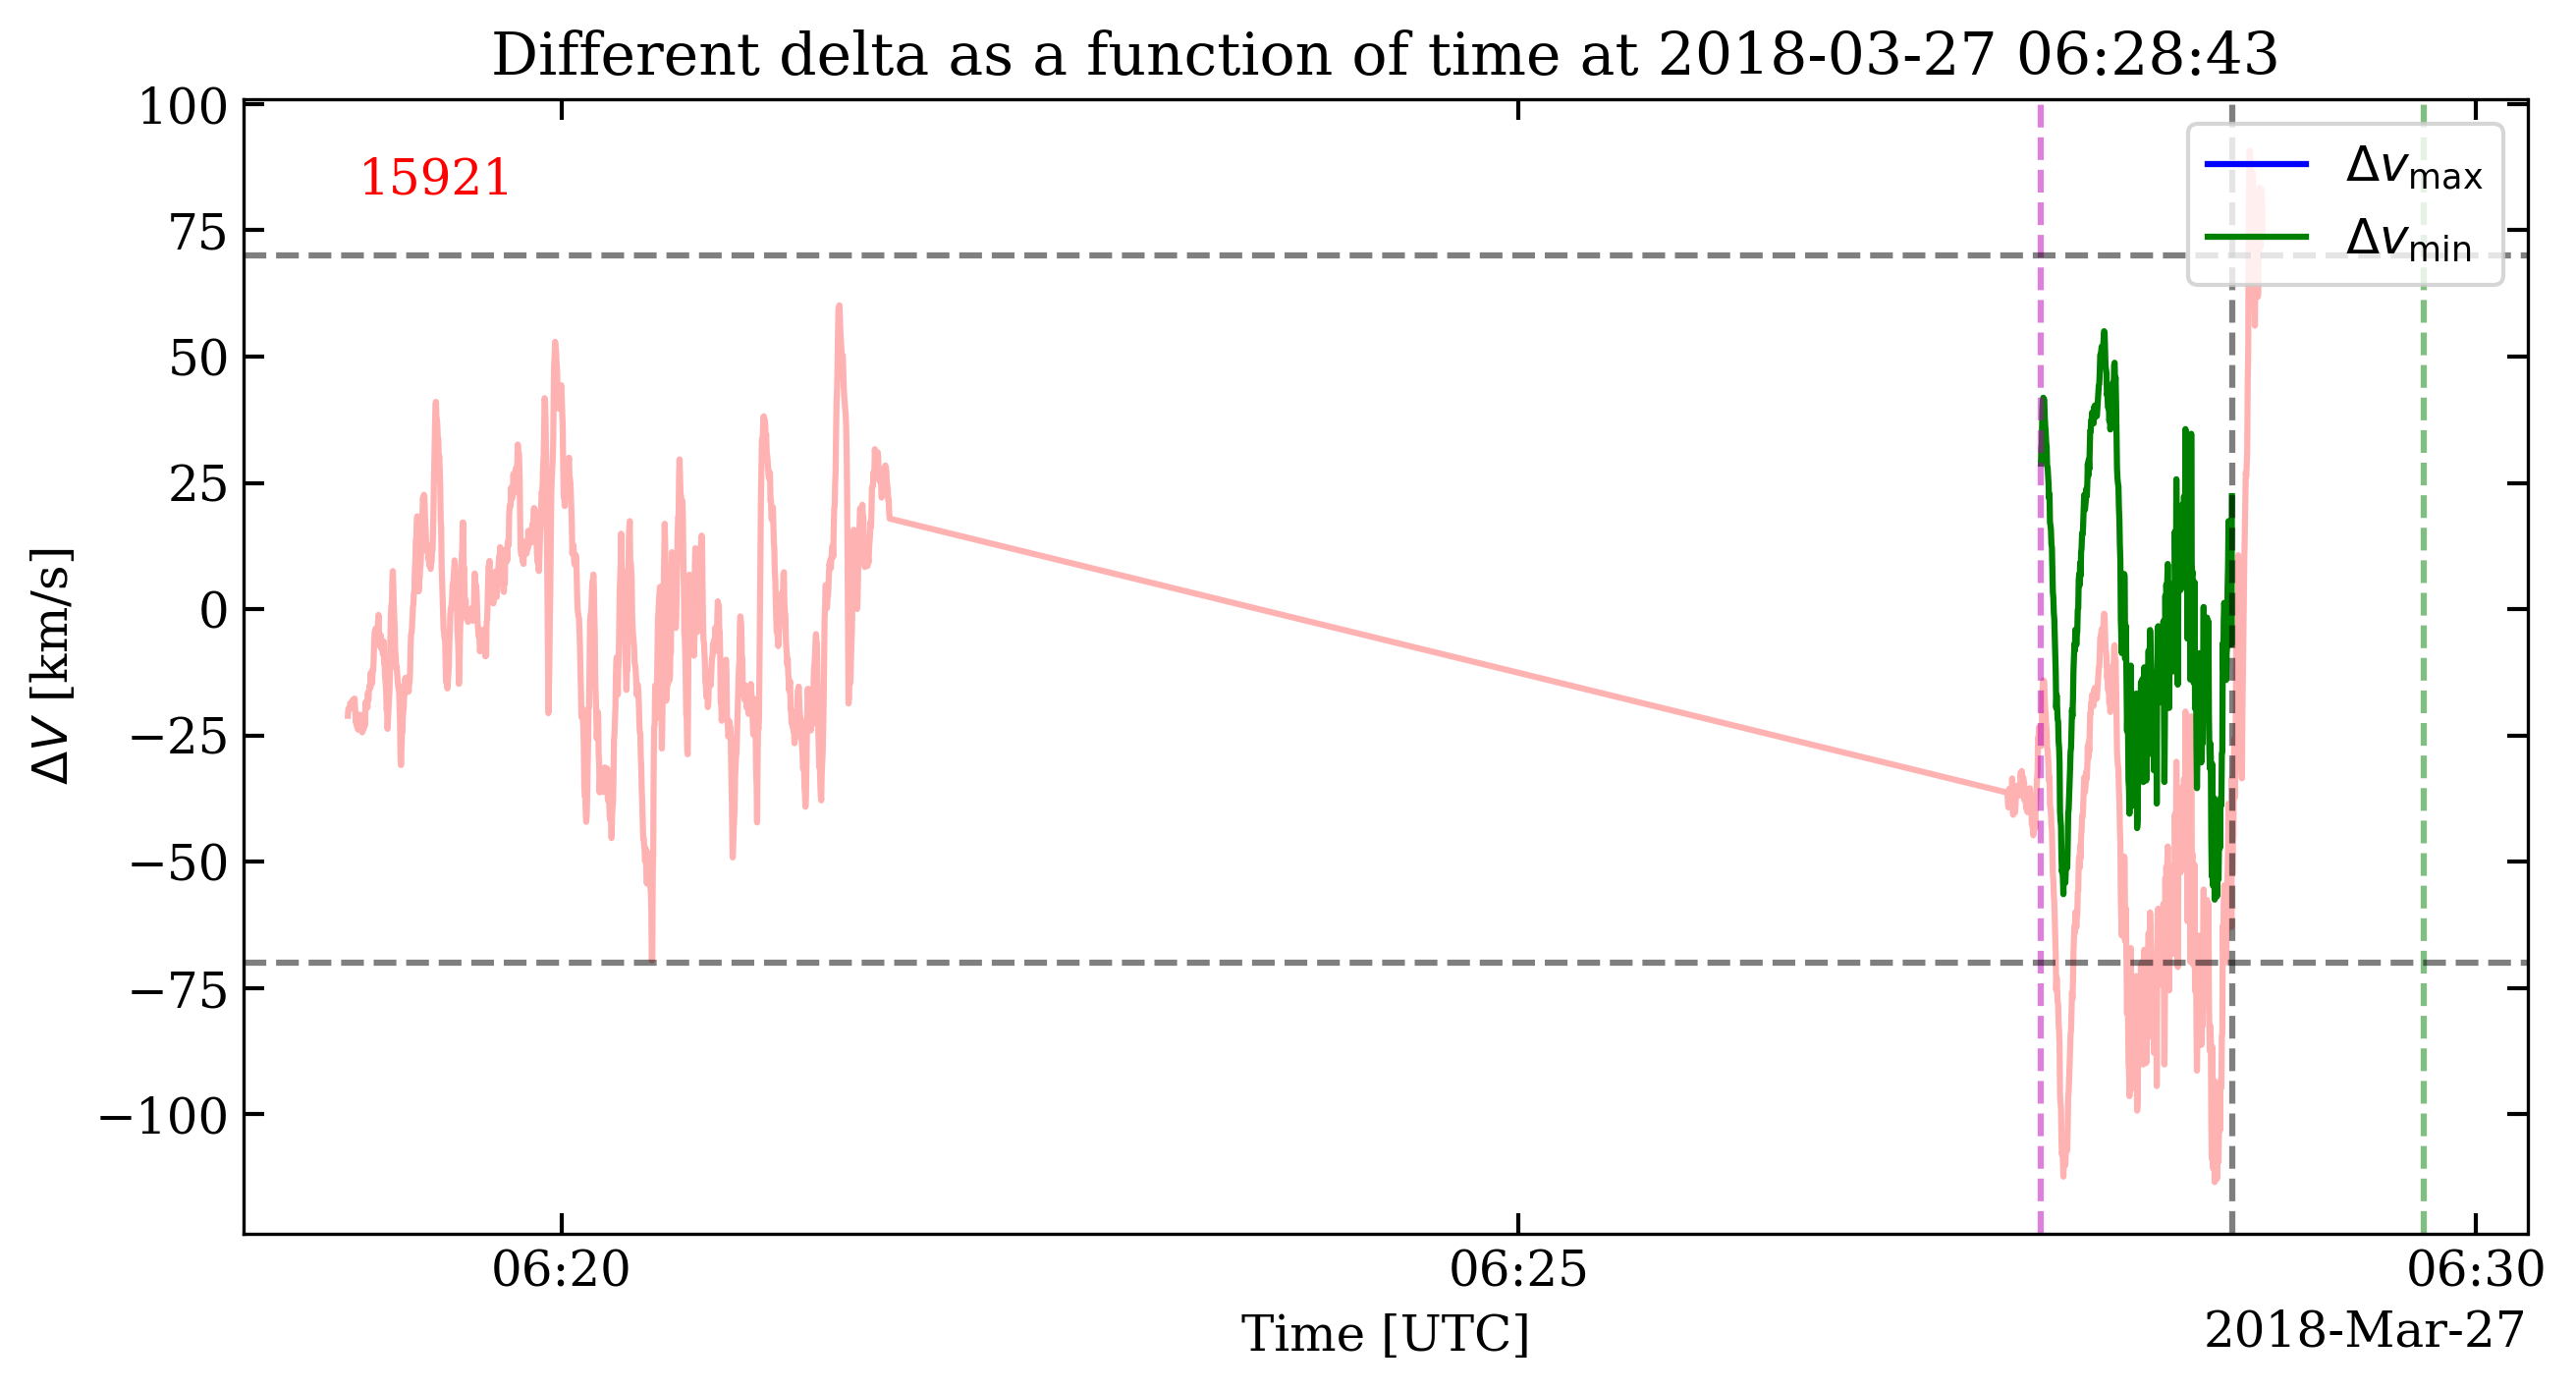 Different delta as a function of time at 2018-03-27 06:28:43
100
75
50
25
0
−25
−50
−75
−100
ΔV [km/s]
15921
Δv_max
Δv_min
06:20
06:25
06:30
Time [UTC]
2018-Mar-27